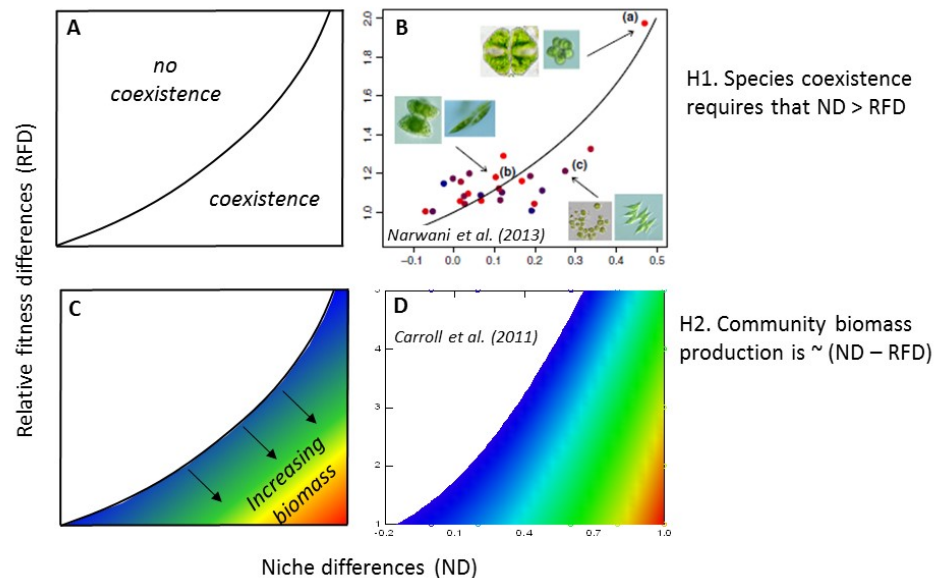 Relative fitness differences (RFD)
A
no
coexistence
coexistence
B
2.0
1.8
1.6
1.4
1.2
1.0
(a)
(b)
(c)
Narwani et al. (2013)
-0.1 0.0 0.1 0.2 0.3 0.4 0.5
H1. Species coexistence
requires that ND > RFD
C
Increasing
biomass
D
Carroll et al. (2011)
4
3
2
1
-0.2 0.1 0.4 0.7 1.0
H2. Community biomass
production is ~ (ND – RFD)
Niche differences (ND)